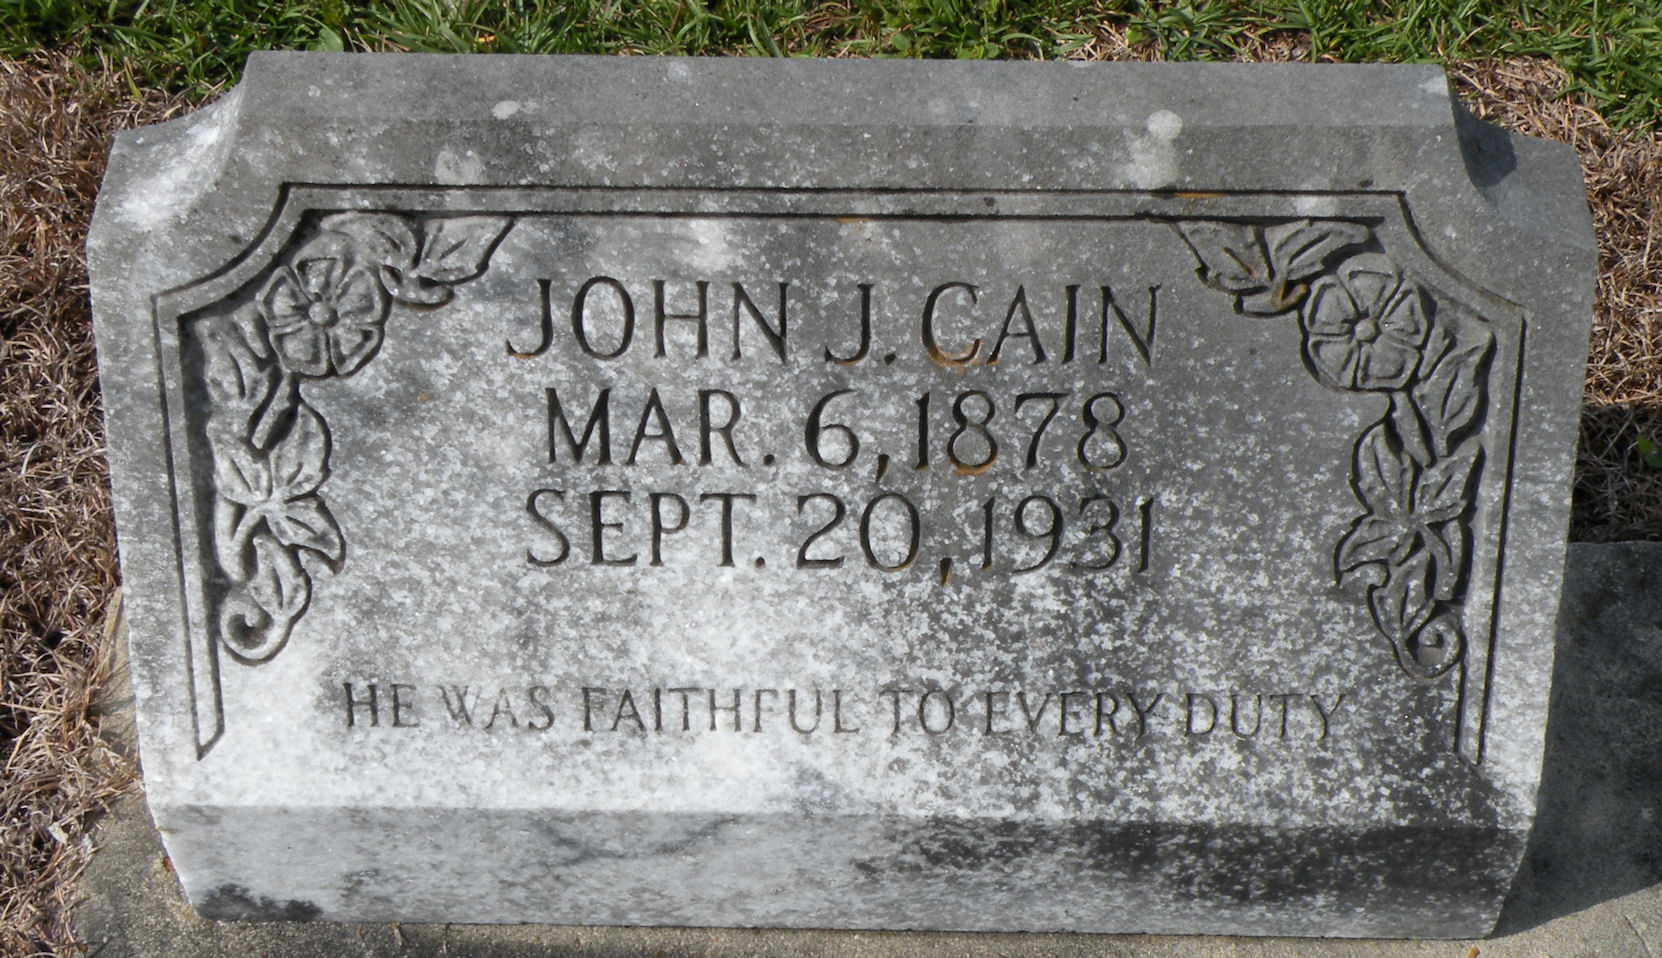 JOHN J. CAIN
MAR. 6, 1878
SEPT. 20, 1931
HE WAS FAITHFUL TO EVERY DUTY